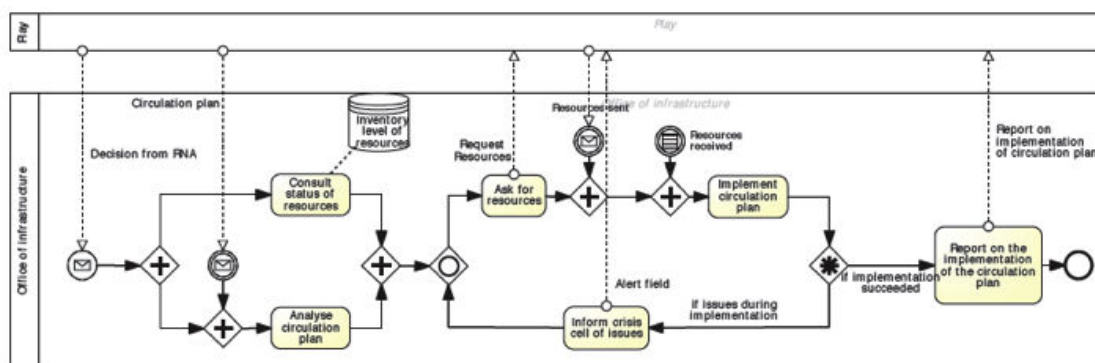 Play
Play
Office of infrastructure
Office of infrastructure
Decision from RNA
Circulation plan
Inventory
level of
resources
Consult
status of
resources
Analyse
circulation
plan
Request
Resources
Ask for
resources
Resources sent
Resources
received
Implement
circulation
plan
Report on
implementation
of circulation plan
Alert field
Inform crisis
cell of issues
If issues during
implementation
If implementation
succeeded
Report on the
implementation
of the circulation
plan